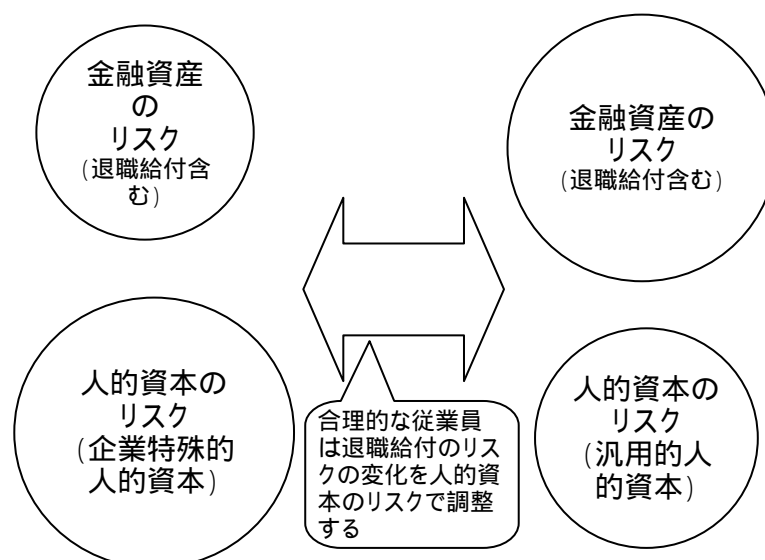 金融資産
の
リスク
(退職給付含
む)
金融資産の
リスク
(退職給付含む)
人的資本の
リスク
(企業特殊的
人的資本)
合理的な従業員
は退職給付のリス
クの変化を人的資
本のリスクで調整
する
人的資本の
リスク
(汎用的人
的資本)